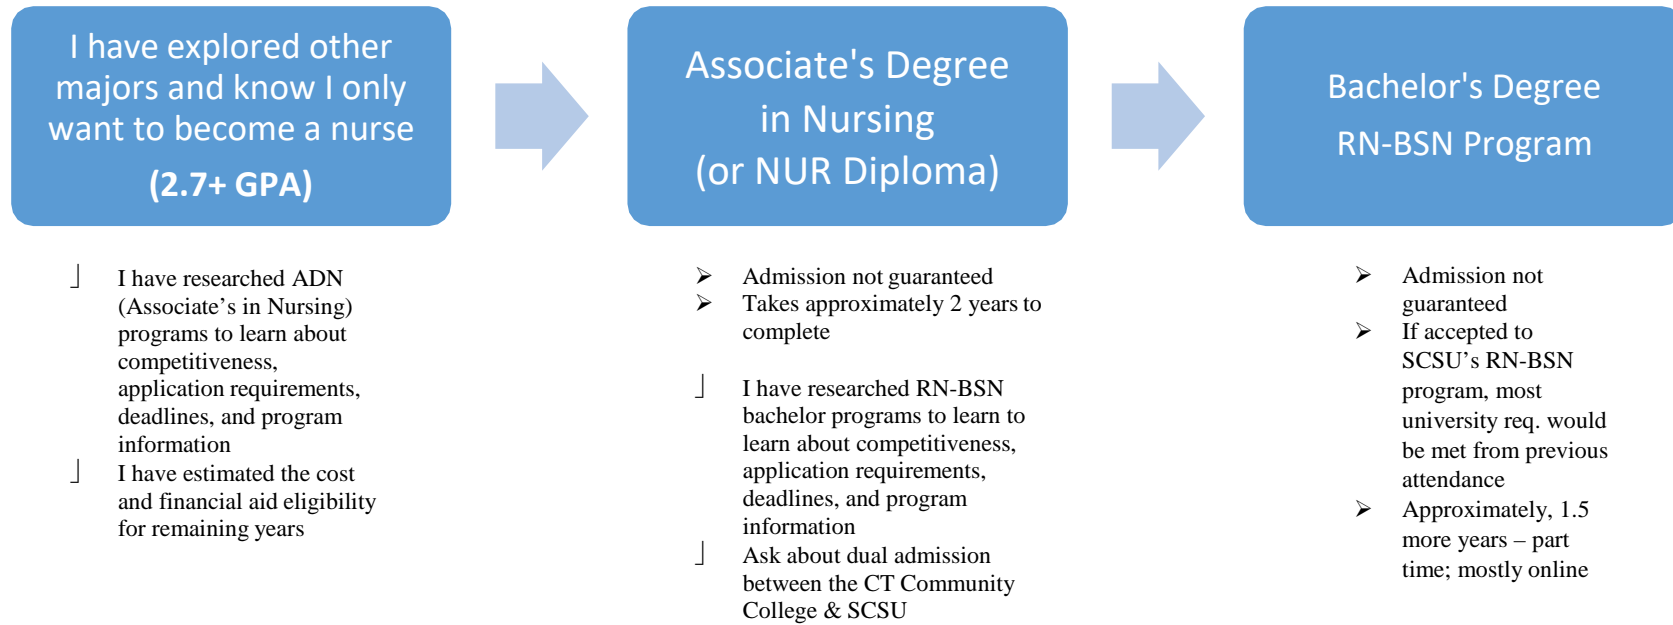 I have explored other
majors and know I only
want to become a nurse
(2.7+ GPA)
⌋ I have researched ADN
(Associate’s in Nursing)
programs to learn about
competitiveness,
application requirements,
deadlines, and program
information
⌋ I have estimated the cost
and financial aid eligibility
for remaining years
Associate's Degree
in Nursing
(or NUR Diploma)
➢ Admission not guaranteed
➢ Takes approximately 2 years to
complete
⌋ I have researched RN-BSN
bachelor programs to learn to
learn about competitiveness,
application requirements,
deadlines, and program
information
⌋ Ask about dual admission
between the CT Community
College & SCSU
Bachelor's Degree
RN-BSN Program
➢ Admission not
guaranteed
➢ If accepted to
SCSU’s RN-BSN
program, most
university req. would
be met from previous
attendance
➢ Approximately, 1.5
more years – part
time; mostly online